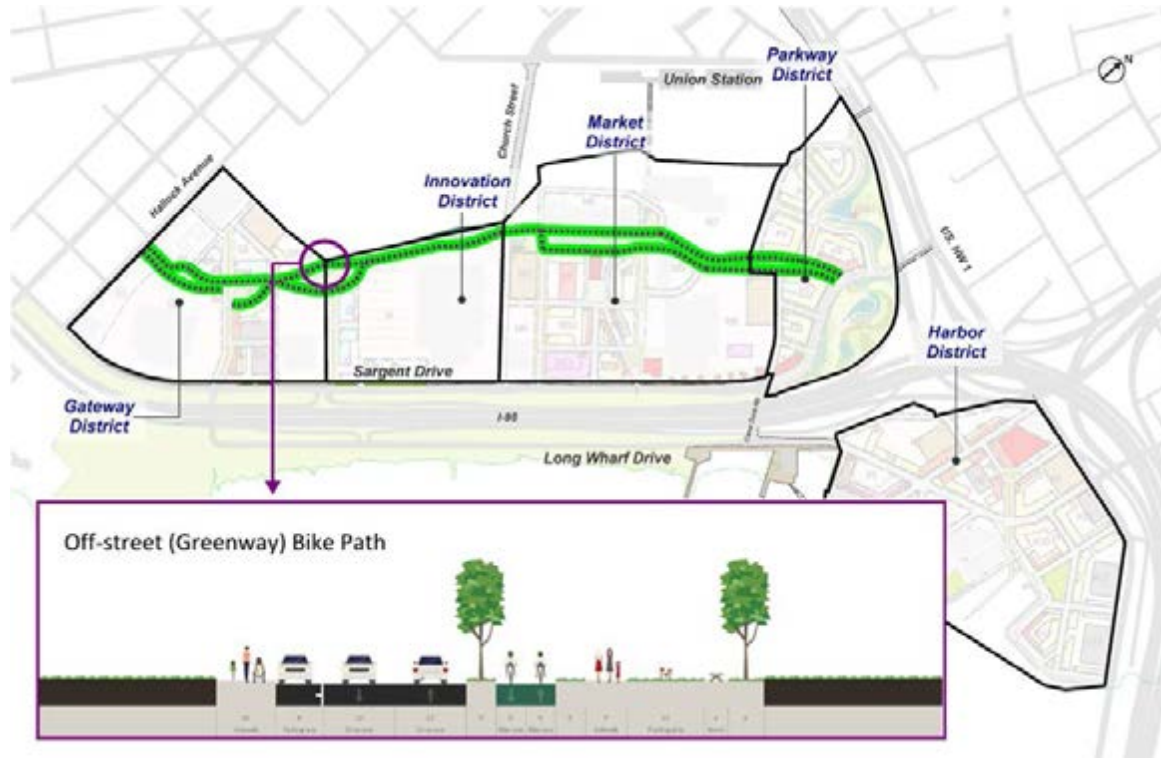 Parkway
District
N
Union Station
Church Street
Market
District
Hallock Avenue
Innovation
District
US. HW 1
Harbor
District
Sargent Drive
Gateway
District
I-95
Long Wharf Drive
Off-street (Greenway) Bike Path